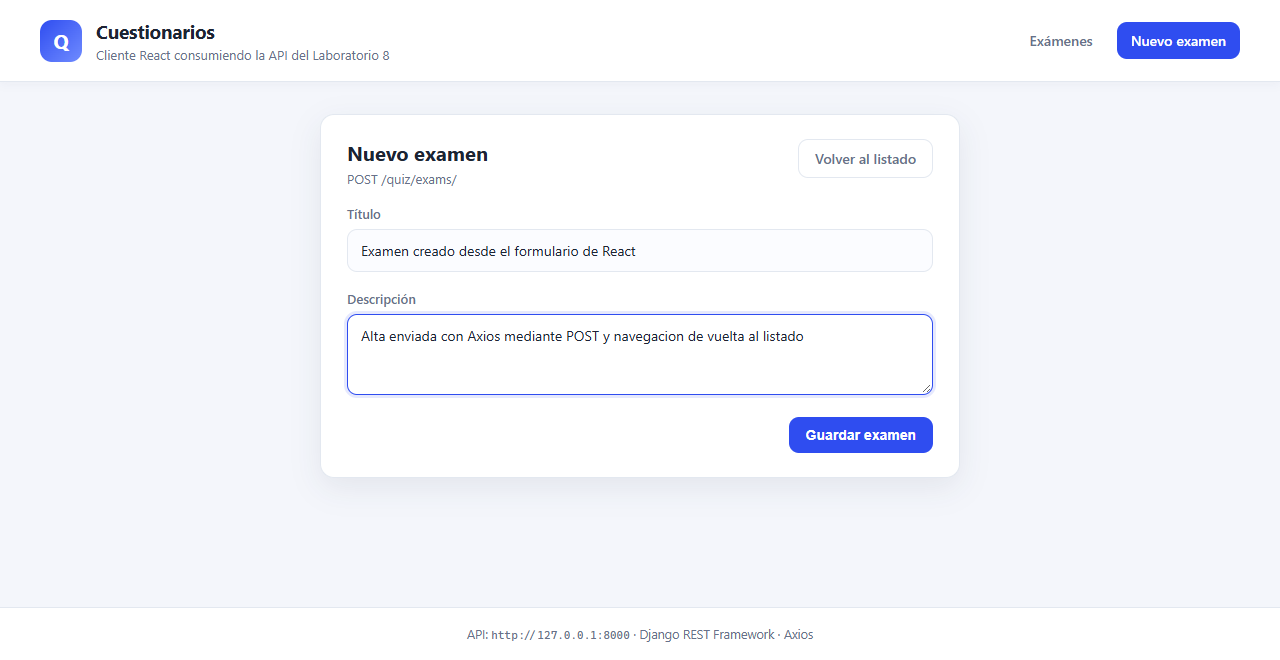 Q
Cuestionarios
Cliente React consumiendo la API del Laboratorio 8
Exámenes
Nuevo examen
Nuevo examen
POST /quiz/exams/
Volver al listado
Título
Examen creado desde el formulario de React
Descripción
Alta enviada con Axios mediante POST y navegacion de vuelta al listado
Guardar examen
API: http://127.0.0.1:8000 · Django REST Framework · Axios